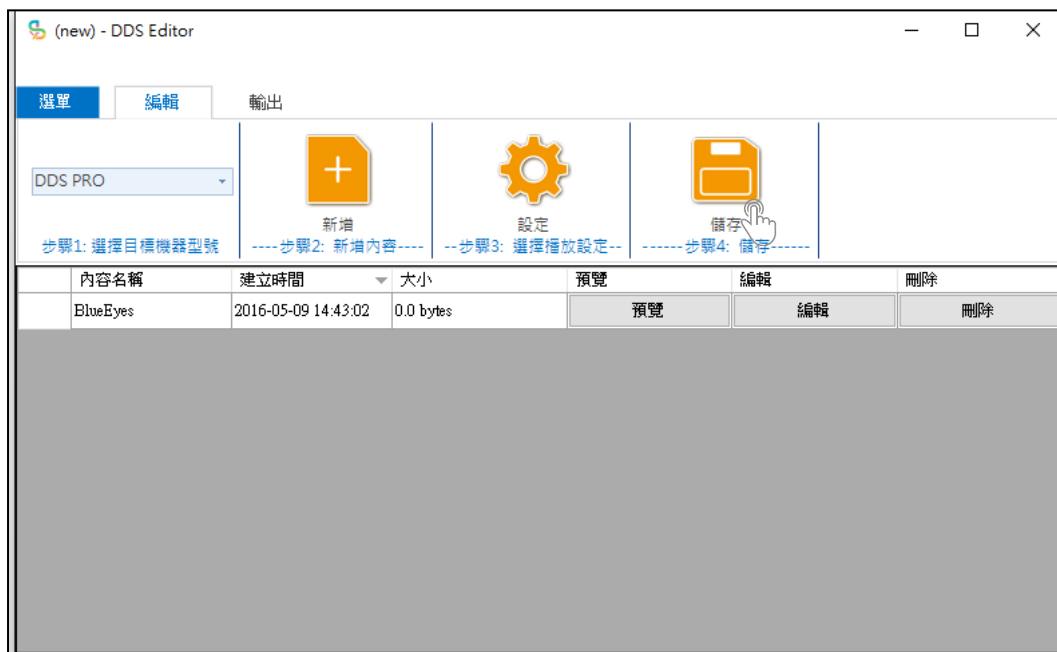 (new) - DDS Editor
選單 編輯 輸出
DDS PRO
新增 設定 儲存
步驟1: 選擇目標機器型號 ----步驟2: 新增內容---- --步驟3: 選擇播放設定-- ------步驟4: 儲存------
內容名稱 建立時間 大小 預覽 編輯 刪除
BlueEyes 2016-05-09 14:43:02 0.0 bytes 預覽 編輯 刪除